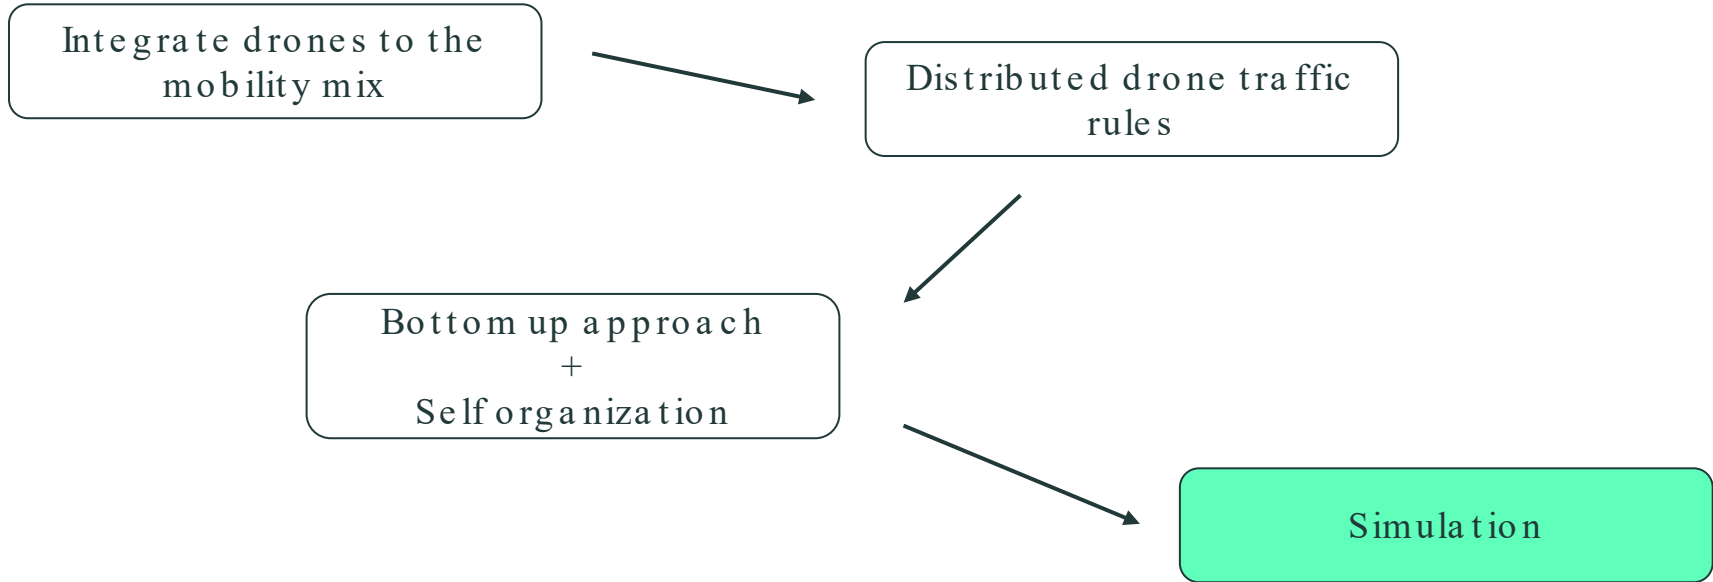 Integrate drones to the
mobility mix
Distributed drone traffic
rules
Bottom up approach
+
Self organization
Simulation